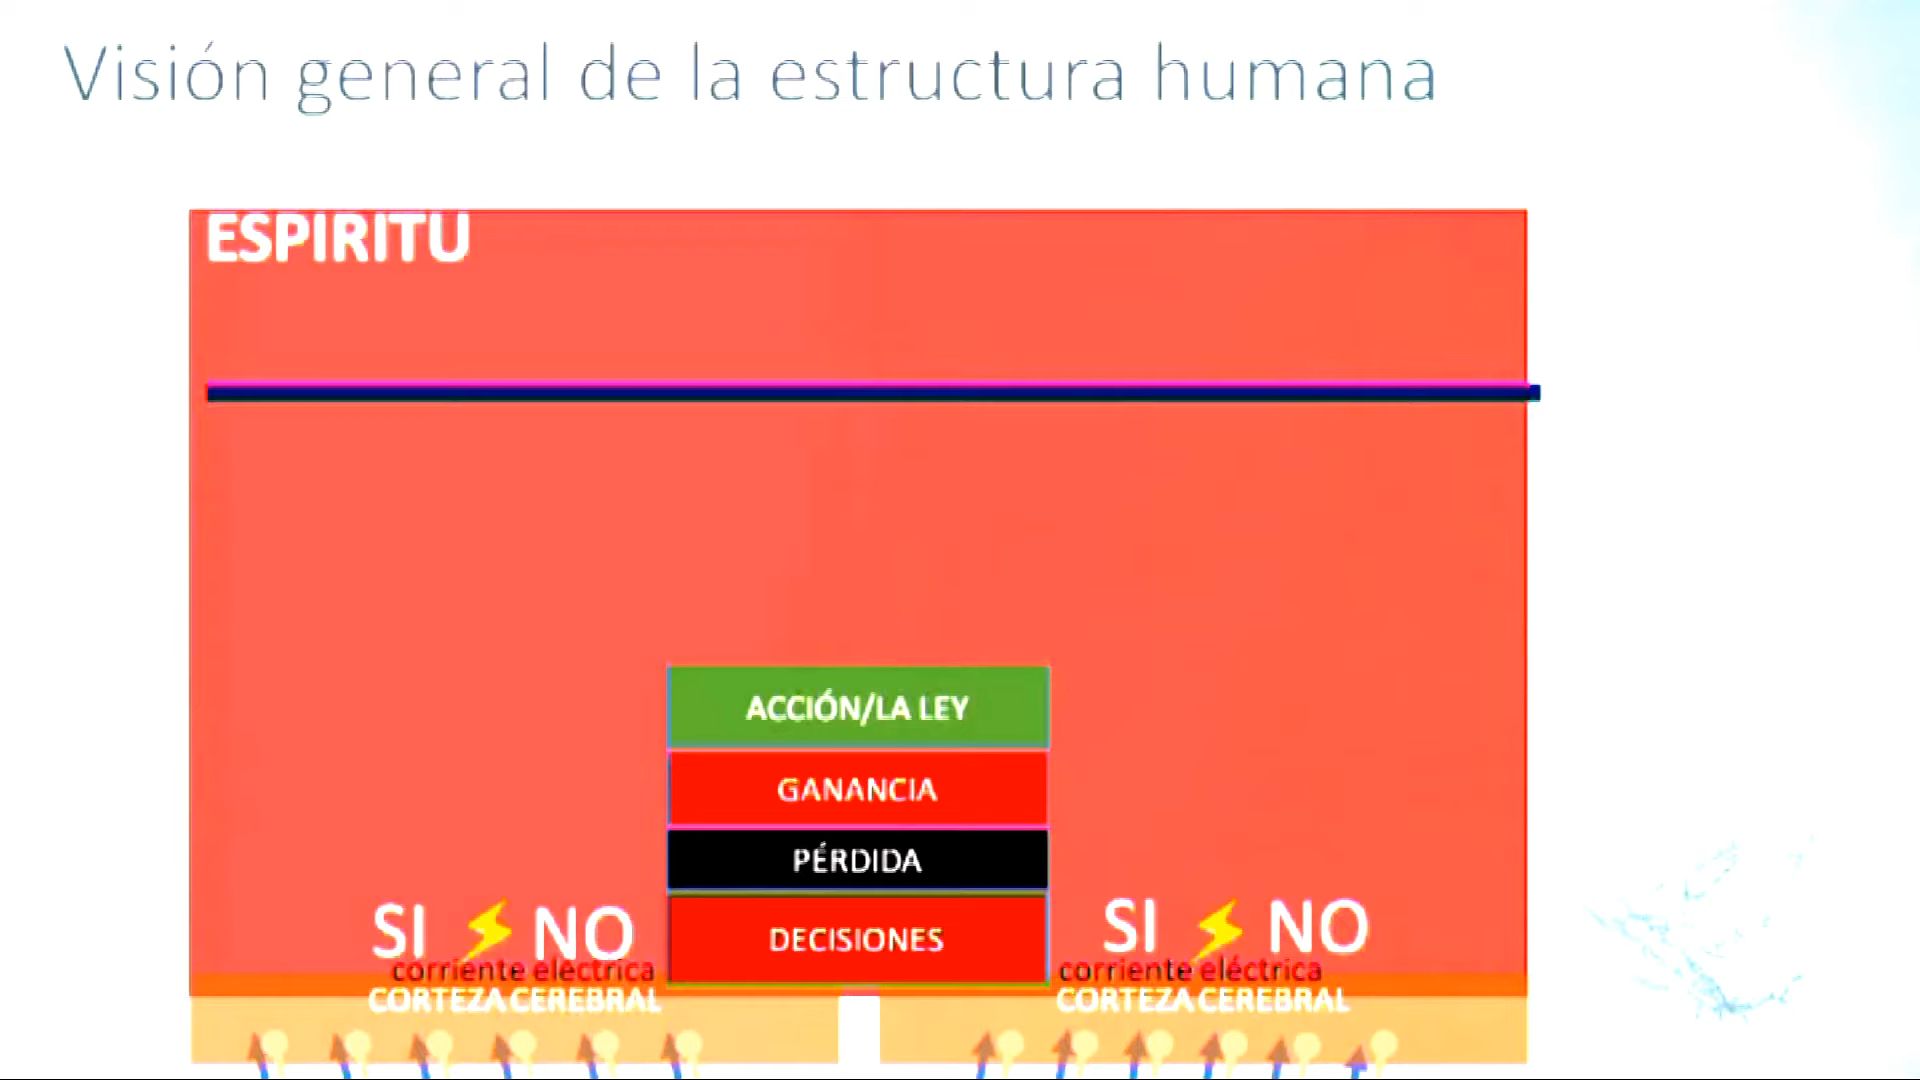 Visión general de la estructura humana
ESPIRITU
ACCIÓN/LA LEY
GANANCIA
PÉRDIDA
DECISIONES
SI NO
corriente eléctrica
CORTEZA CEREBRAL
SI NO
corriente eléctrica
CORTEZA CEREBRAL